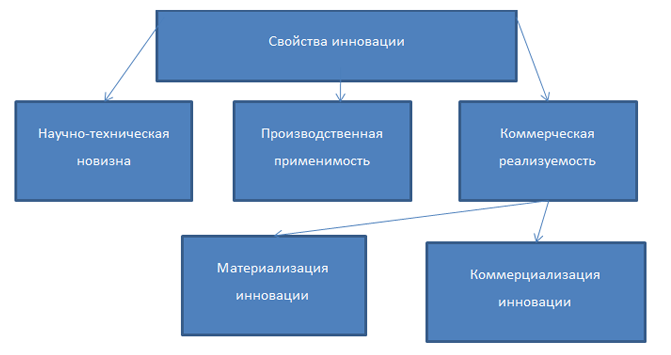 Свойства инновации
Научно-техническая
новизна
Производственная
применимость
Коммерческая
реализуемость
Материализация
инновации
Коммерциализация
инновации